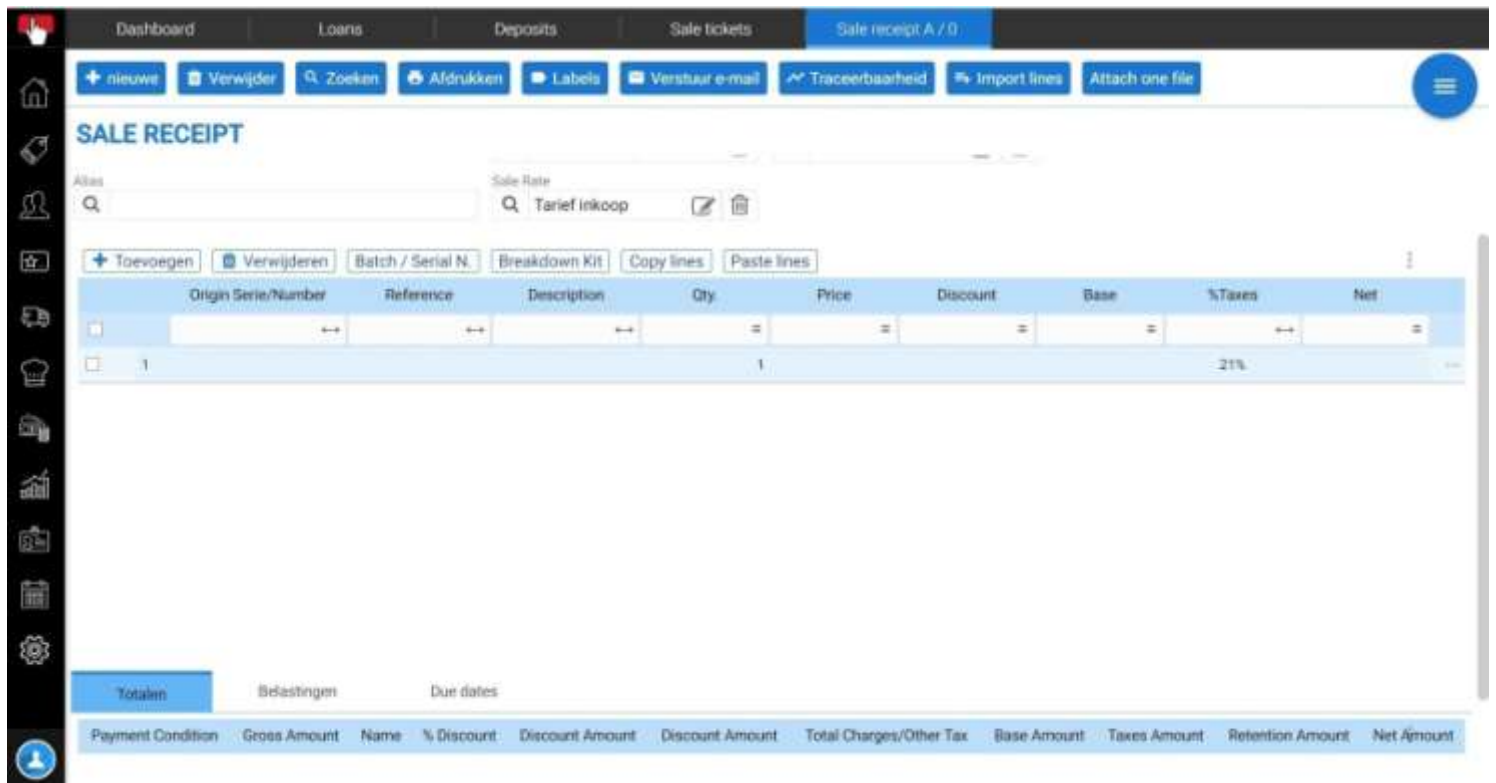 Dashboard Loans Deposits Sale tickets Sale receipt A / 0
+ nieuwe Verwijder Zoeken Afdrukken Labels Verstuur e-mail Traceerbaarheid Import lines Attach one file
SALE RECEIPT
Alias Sale Rate
Tarief inkoop
+ Toevoegen Verwijderen Batch / Serial N. Breakdown Kit Copy lines Paste lines
Origin Serie/Number Reference Description Qty. Price Discount Base %Taxes Net
= = = = =
1 1 21%
Totalen Belastingen Due dates
Payment Condition Gross Amount Name % Discount Discount Amount Discount Amount Total Charges/Other Tax Base Amount Taxes Amount Retention Amount Net Amount